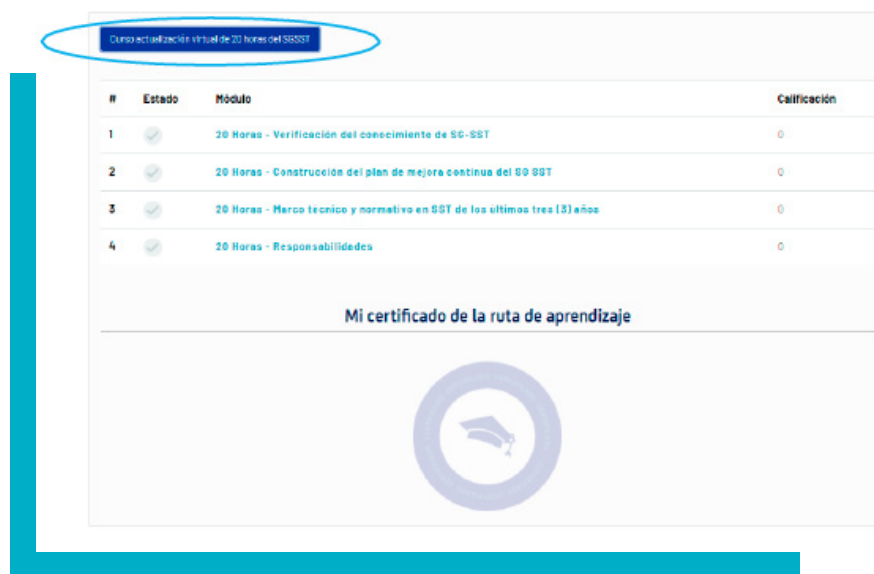 Curso actualización virtual de 20 horas del SGSST
# Estado Módulo Calificación
1 20 Horas - Verificación del conocimiento de SG-SST 0
2 20 Horas - Construcción del plan de mejora continua del SG SST 0
3 20 Horas - Marco técnico y normativo en SST de los últimos tres (3) años 0
4 20 Horas - Responsabilidades 0
Mi certificado de la ruta de aprendizaje